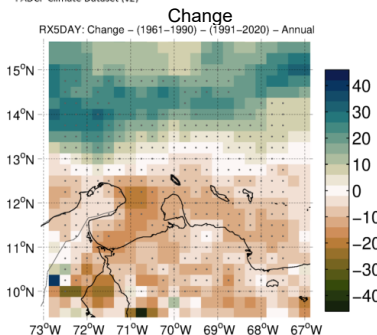 Change
RX5DAY: Change – (1961-1990) - (1991-2020) - Annual
15°N
14°N
13°N
12°N
11°N
10°N
73°W 72°W 71°W 70°W 69°W 68°W 67°W
40
30
20
10
0
-10
-20
-30
-40